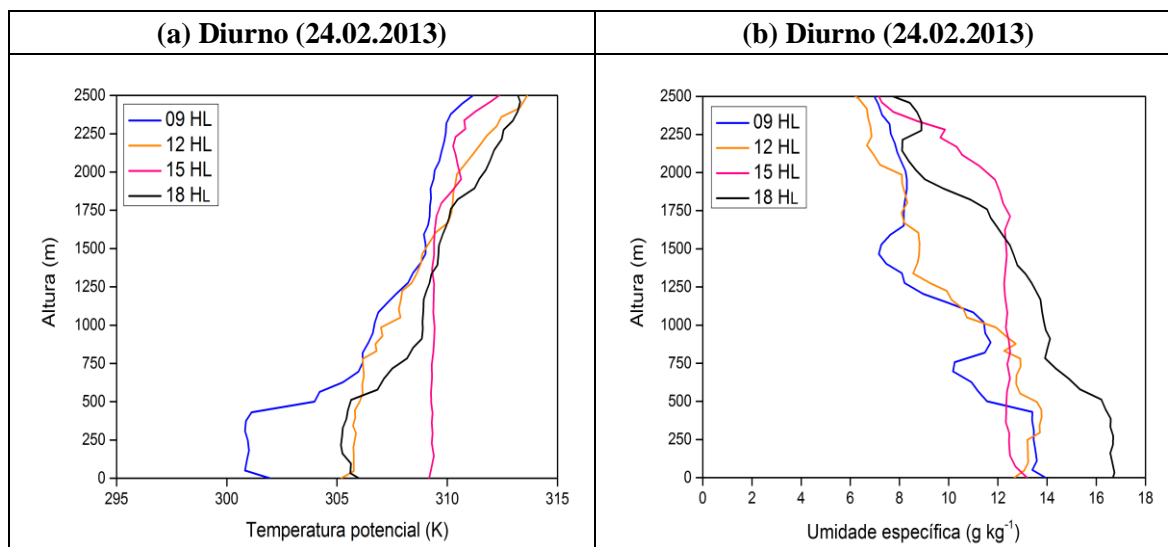 (a) Diurno (24.02.2013)
(b) Diurno (24.02.2013)
2500
2250
2000
1750
1500
1250
1000
750
500
250
0
Altura (m)
09 HL
12 HL
15 HL
18 HL
295
300
305
310
315
Temperatura potencial (K)
2500
2250
2000
1750
1500
1250
1000
750
500
250
0
Altura (m)
09 HL
12 HL
15 HL
18 HL
0
2
4
6
8
10
12
14
16
18
Umidade específica (g kg⁻¹)